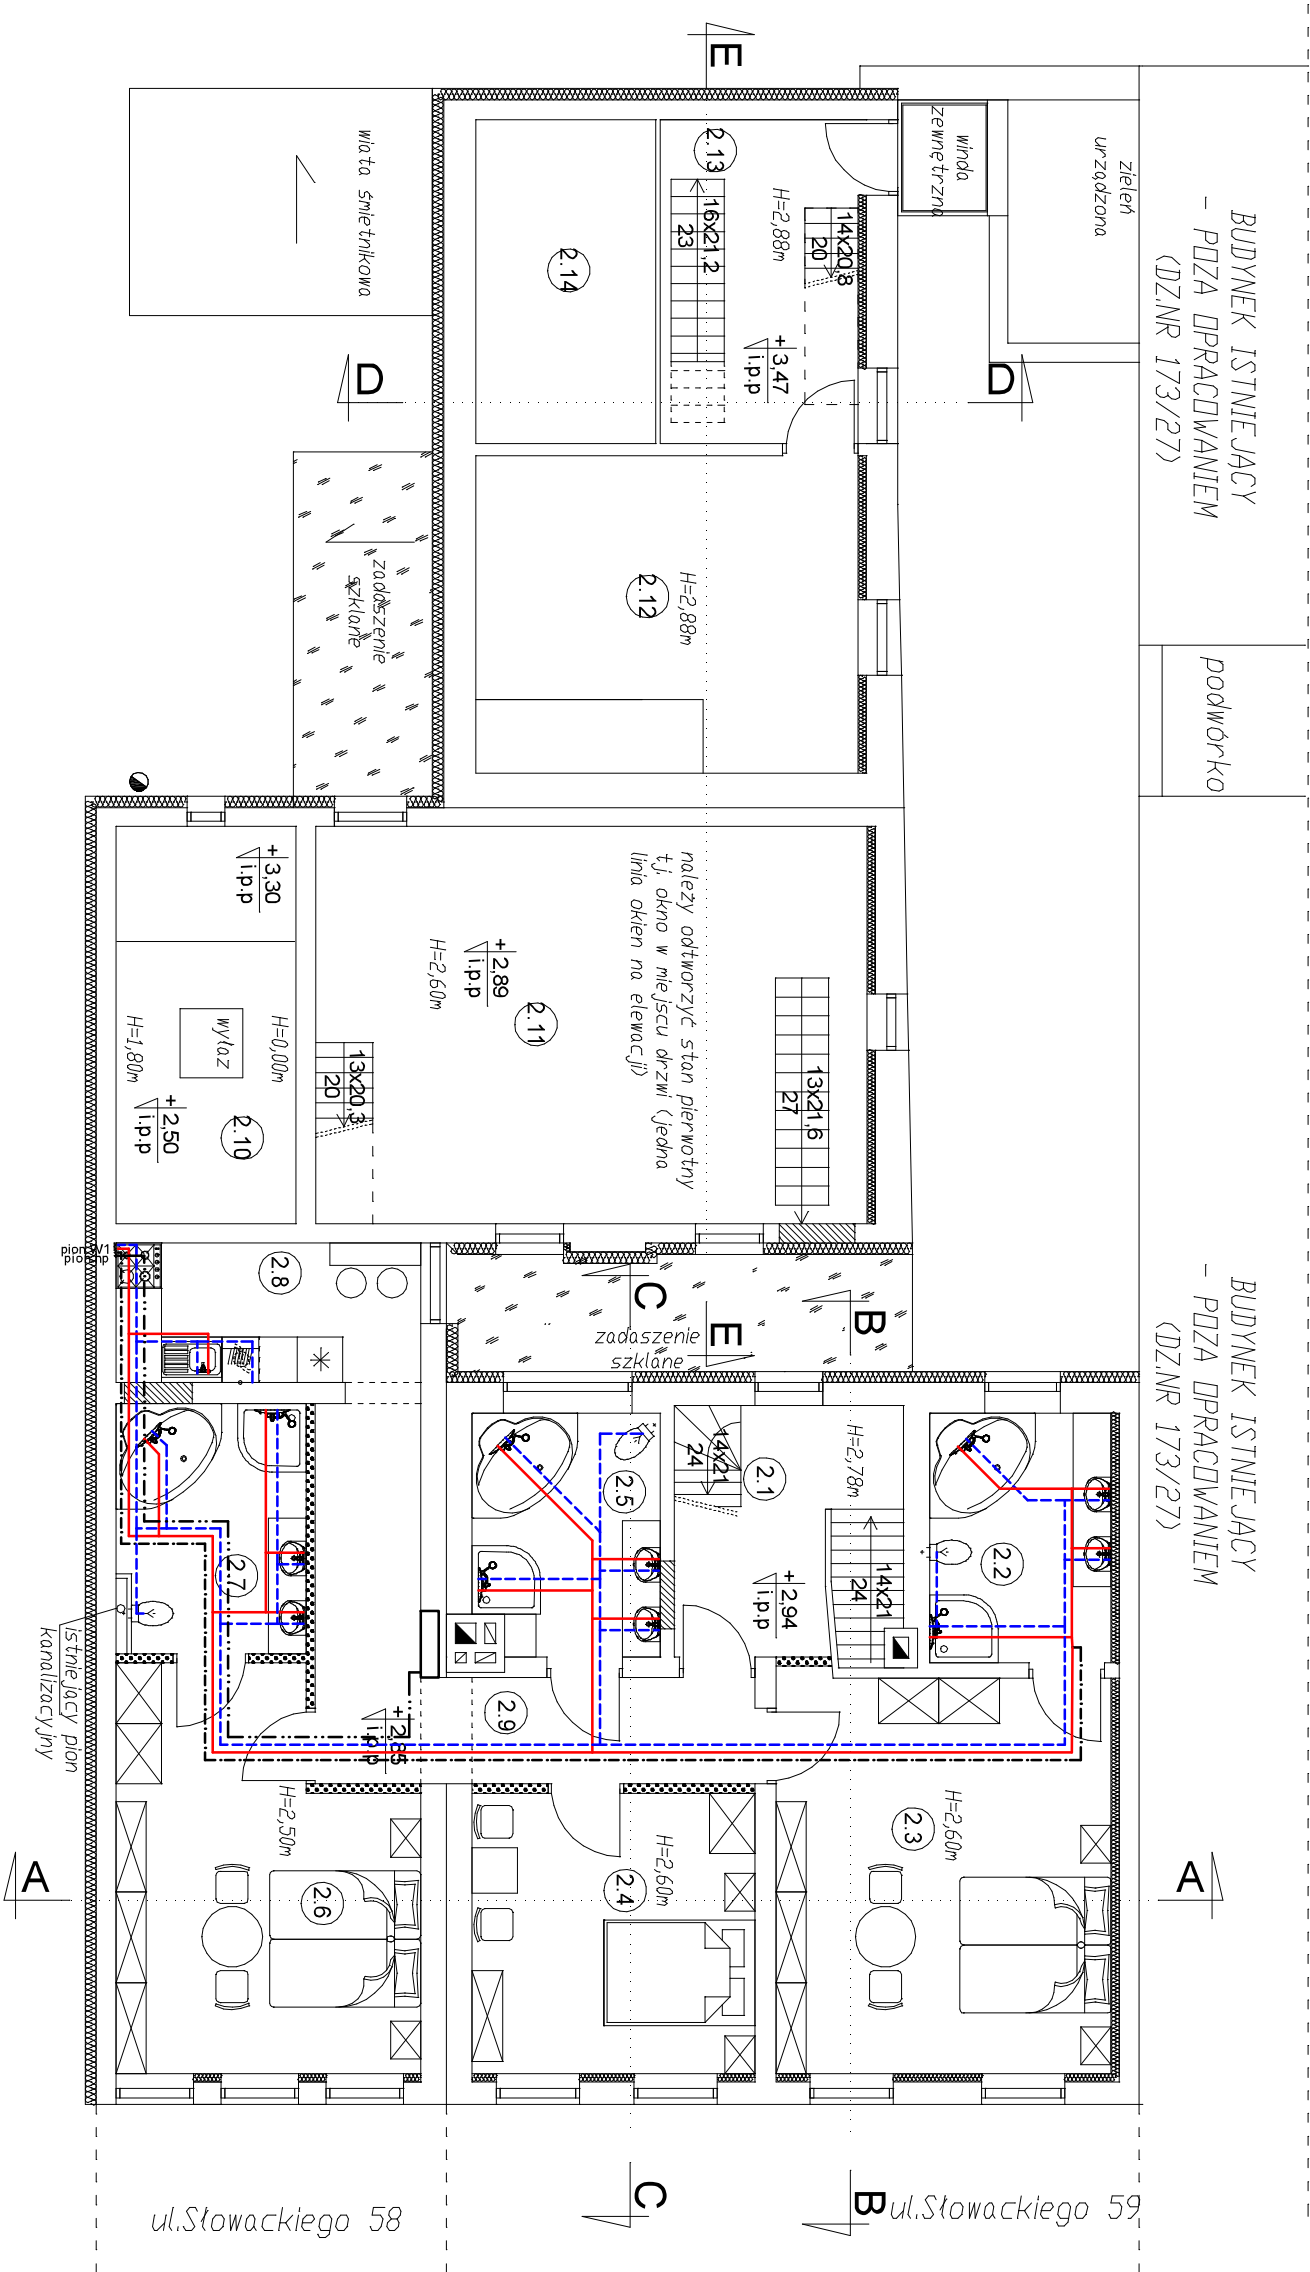 E
winda
zewnętrzna
zieleń
urządzona
BUDYNEK ISTNIEJĄCY
- POZA OPRACOWANIEM
(DZ.NR 173/27)
wiata śmietnikowa
2.13
16x21,2
23
H=2,88m
14x20,8
20
2.14
+3,47
i.p.p
D
D
zadaszenie
szklane
2.12
H=2,88m
podwórko
+3,30
i.p.p
należy odtworzyć stan pierwotny
tj. okno w miejscu drzwi (jedna
linia okien na elewacji)
+2,89
i.p.p
H=2,60m
2.11
13x21,6
27
13x20,3
20
wyłaz
H=0,00m
H=1,80m
+2,50
i.p.p
2.10
pion W1
pion hp
2.8
C
E
B
zadaszenie
szklane
BUDYNEK ISTNIEJĄCY
- POZA OPRACOWANIEM
(DZ.NR 173/27)
2.5
14x21
24
2.1
H=2,78m
14x21
24
+2,94
i.p.p
2.2
2.7
istniejący pion
kanalizacyjny
2.9
+2,85
i.p.p
H=2,50m
2.6
H=2,60m
2.4
H=2,60m
2.3
A
A
C
B
ul.Słowackiego 58
ul.Słowackiego 59